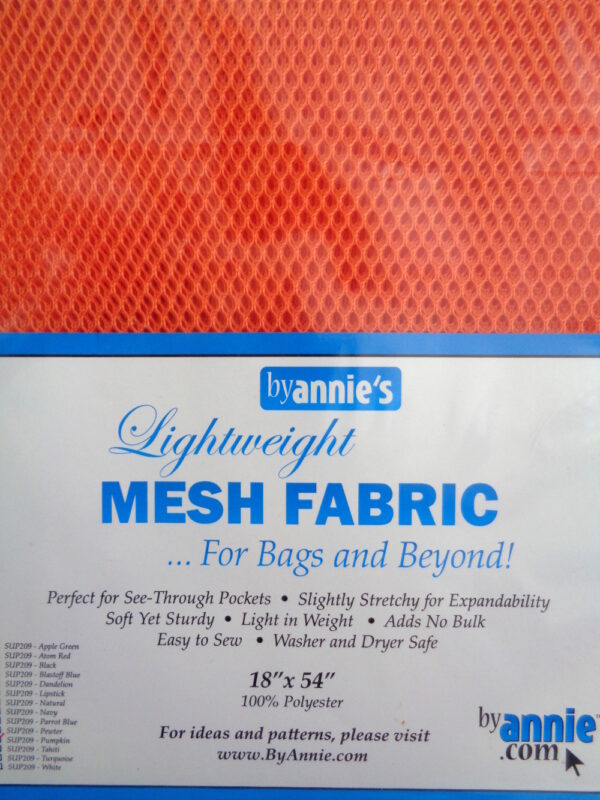 byannie's
Lightweight
MESH FABRIC
... For Bags and Beyond!
Perfect for See-Through Pockets • Slightly Stretchy for Expandability
Soft Yet Sturdy • Light in Weight • Adds No Bulk
Easy to Sew • Washer and Dryer Safe
18"x 54"
100% Polyester
For ideas and patterns, please visit
www.ByAnnie.com
SUP209 - Apple Green
SUP209 - Atom Red
SUP209 - Black
SUP209 - Blastoff Blue
SUP209 - Dandelion
SUP209 - Lipstick
SUP209 - Natural
SUP209 - Navy
SUP209 - Parrot Blue
SUP209 - Pewter
SUP209 - Pumpkin
SUP209 - Tahiti
SUP209 - Turquoise
SUP209 - White
byannie™
.com